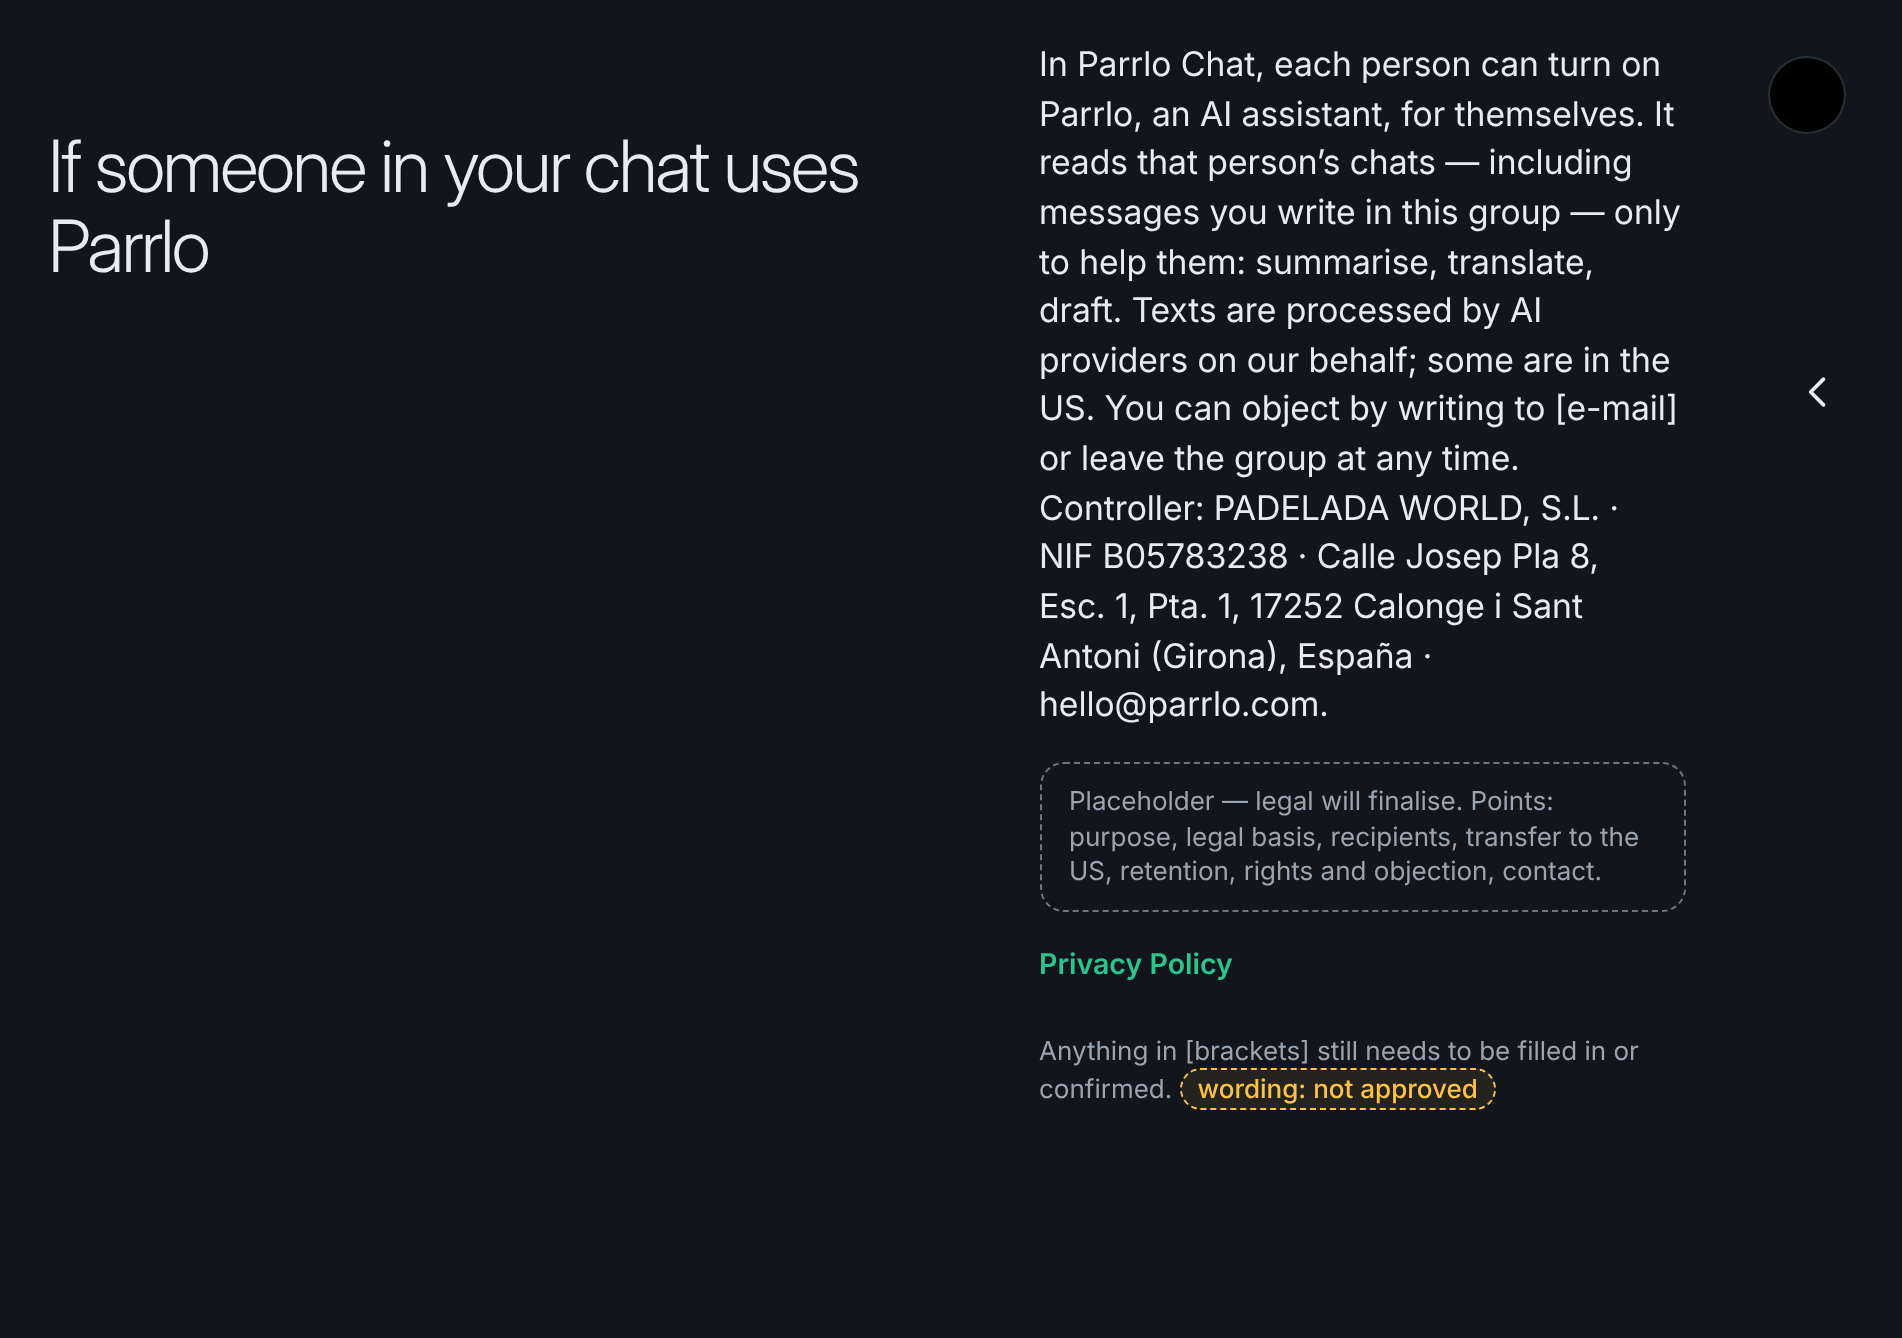 If someone in your chat uses
Parrlo
In Parrlo Chat, each person can turn on
Parrlo, an AI assistant, for themselves. It
reads that person’s chats — including
messages you write in this group — only
to help them: summarise, translate,
draft. Texts are processed by AI
providers on our behalf; some are in the
US. You can object by writing to [e-mail]
or leave the group at any time.
Controller: PADELADA WORLD, S.L. ·
NIF B05783238 · Calle Josep Pla 8,
Esc. 1, Pta. 1, 17252 Calonge i Sant
Antoni (Girona), España ·
hello@parrlo.com.
Placeholder — legal will finalise. Points:
purpose, legal basis, recipients, transfer to the
US, retention, rights and objection, contact.
Privacy Policy
Anything in [brackets] still needs to be filled in or
confirmed. wording: not approved